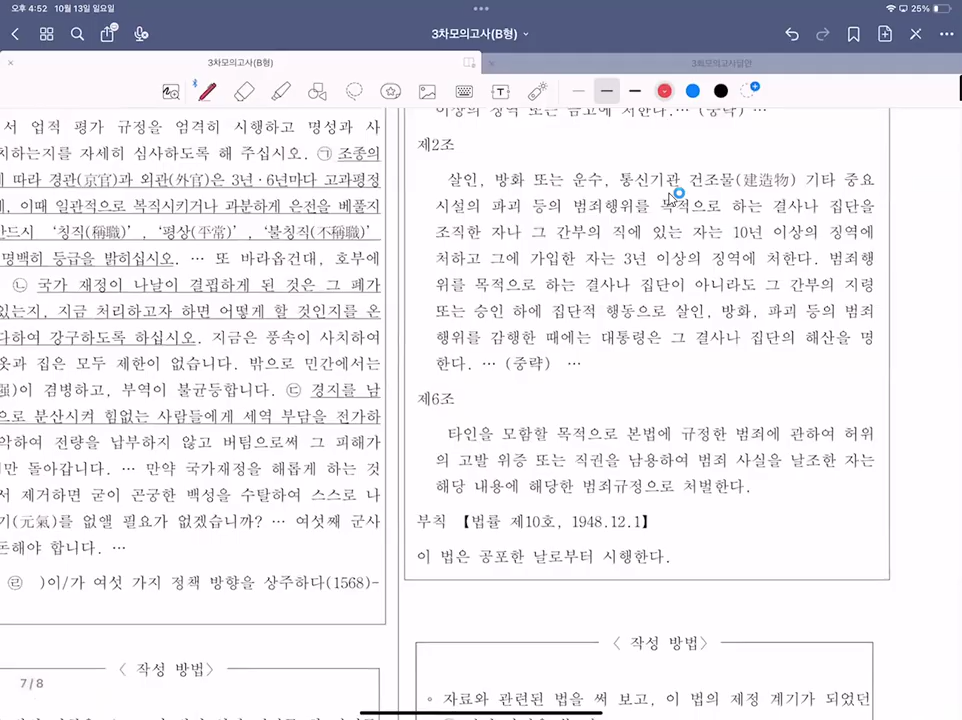 오후 4:52 10월 13일 일요일
25%
3차모의고사(B형)
3차모의고사(B형)
3회모의고사답안
서 업적 평가 규정을 엄격히 시행하고 명성과 사
치하는지를 자세히 심사하도록 해 주십시오. ㉠ 조종의
에 따라 경관(京官)과 외관(外官)은 3년·6년마다 고과평정
에, 이때 일관적으로 복직시키거나 과분하게 은전을 베풀지
반드시 ‘칭직(稱職)’, ‘평상(平常)’, ‘불칭직(不稱職)’
명백히 등급을 밝히십시오. … 또 바라옵건대, 호부에
㉡ 국가 재정이 나날이 결핍하게 된 것은 그 폐가
있는지, 지금 처리하고자 하면 어떻게 할 것인지를 온
다하여 강구하도록 하십시오. 지금은 풍속이 사치하여
옷과 집은 모두 제한이 없습니다. 밖으로 민간에서는
强)이 겸병하고, 부역이 불균등합니다. ㉢ 경지를 남
으로 분산시켜 힘없는 사람들에게 세역 부담을 전가하
악하여 전량을 납부하지 않고 버팀으로써 그 피해가
만 돌아갑니다. … 만약 국가재정을 해롭게 하는 것
서 제거하면 굳이 곤궁한 백성을 수탈하여 스스로 나
기(元氣)를 없앨 필요가 없겠습니까? … 여섯째 군사
돈해야 합니다. …
㉣ )이/가 여섯 가지 정책 방향을 상주하다(1568)-
〈 작성 방법〉
7/8
이상의 징역 또는 금고에 처한다.… (중략) …
제2조
살인, 방화 또는 운수, 통신기관 건조물(建造物) 기타 중요
시설의 파괴 등의 범죄행위를 목적으로 하는 결사나 집단을
조직한 자나 그 간부의 직에 있는 자는 10년 이상의 징역에
처하고 그에 가입한 자는 3년 이상의 징역에 처한다. 범죄행
위를 목적으로 하는 결사나 집단이 아니라도 그 간부의 지령
또는 승인 하에 집단적 행동으로 살인, 방화, 파괴 등의 범죄
행위를 감행한 때에는 대통령은 그 결사나 집단의 해산을 명
한다. … (중략) …
제6조
타인을 모함할 목적으로 본법에 규정한 범죄에 관하여 허위
의 고발 위증 또는 직권을 남용하여 범죄 사실을 날조한 자는
해당 내용에 해당한 범죄규정으로 처벌한다.
부칙 【법률 제10호, 1948.12.1】
이 법은 공포한 날로부터 시행한다.
〈 작성 방법〉
◦ 자료와 관련된 법을 써 보고, 이 법의 제정 계기가 되었던